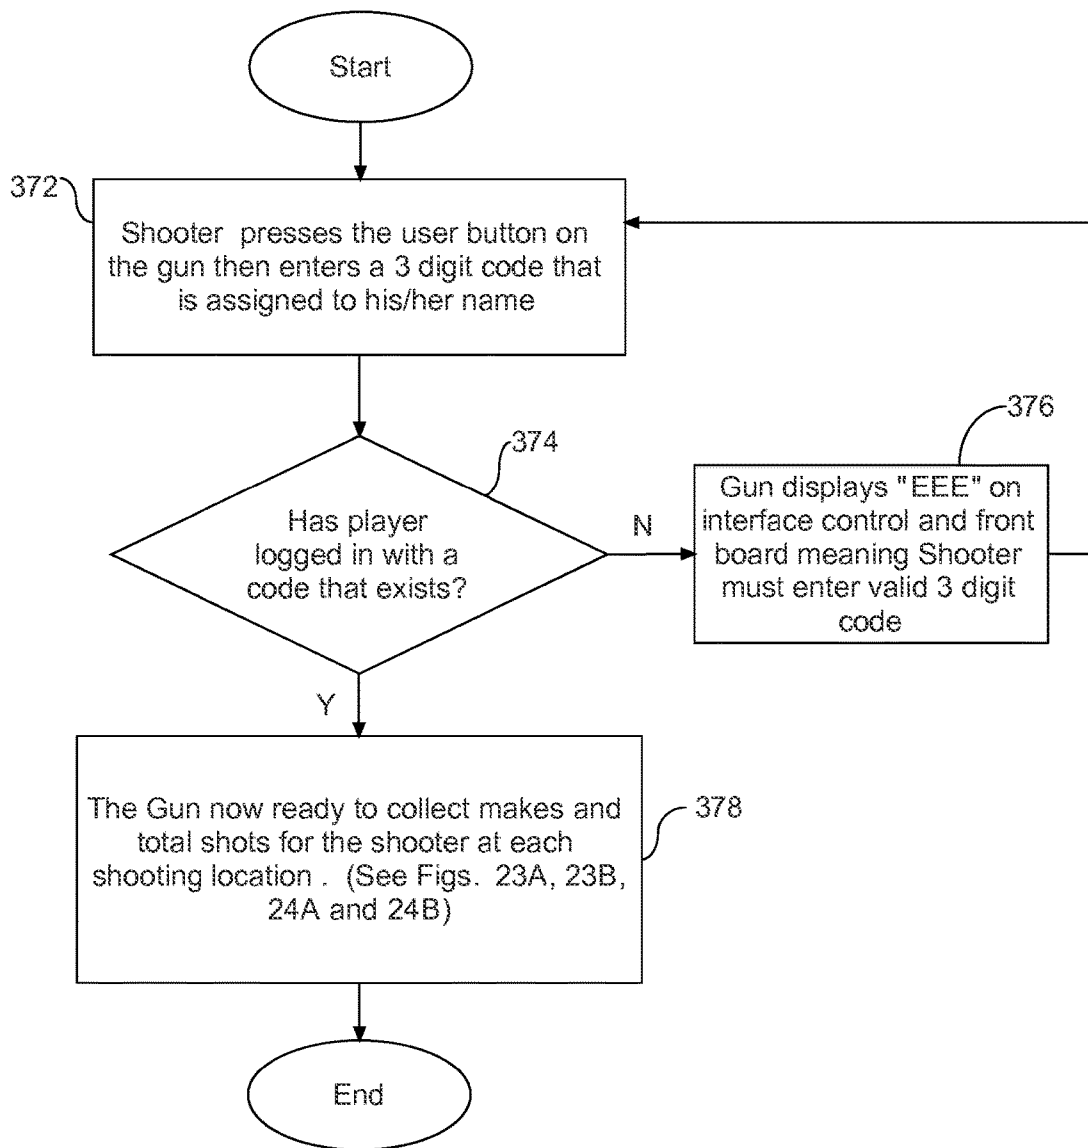 Start
372
Shooter presses the user button on
the gun then enters a 3 digit code that
is assigned to his/her name
374
Has player
logged in with a
code that exists?
N
376
Gun displays "EEE" on
interface control and front
board meaning Shooter
must enter valid 3 digit
code
Y
The Gun now ready to collect makes and
total shots for the shooter at each
shooting location . (See Figs. 23A, 23B,
24A and 24B)
378
End